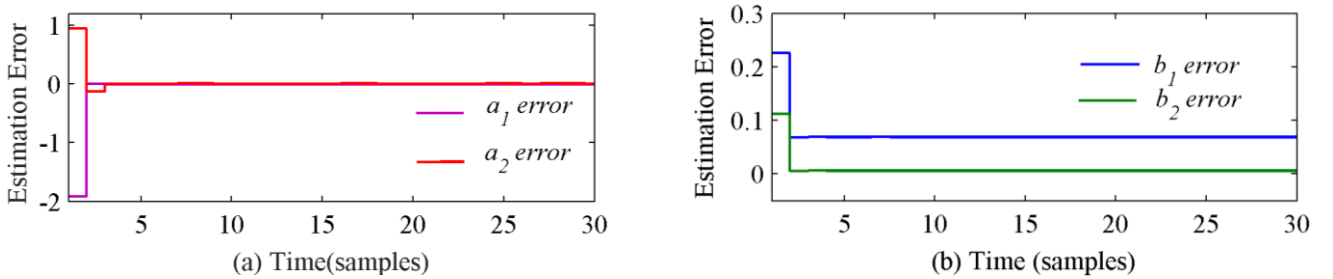 Estimation Error
1
0
-1
-2
a1 error
a2 error
5
10
15
20
25
30
(a) Time(samples)
Estimation Error
0.3
0.2
0.1
0
b1 error
b2 error
5
10
15
20
25
30
(b) Time (samples)